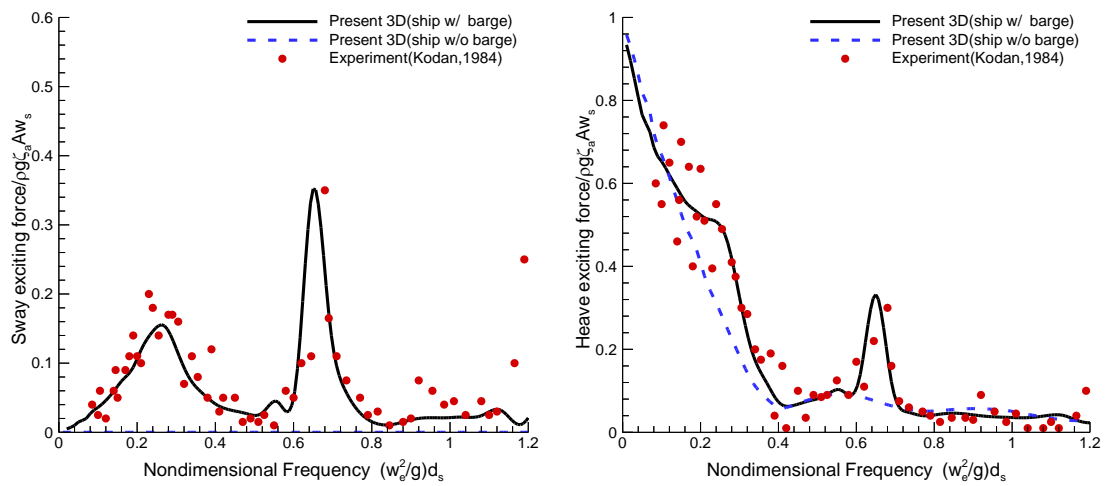 Present 3D(ship w/ barge)
Present 3D(ship w/o barge)
Experiment(Kodan,1984)
Sway exciting force/ρgζₐAwₛ
0.6
0.5
0.4
0.3
0.2
0.1
0
0 0.2 0.4 0.6 0.8 1 1.2
Nondimensional Frequency (wₑ²/g)dₛ
Present 3D(ship w/ barge)
Present 3D(ship w/o barge)
Experiment(Kodan,1984)
Heave exciting force/ρgζₐAwₛ
1
0.8
0.6
0.4
0.2
0
0 0.2 0.4 0.6 0.8 1 1.2
Nondimensional Frequency (wₑ²/g)dₛ